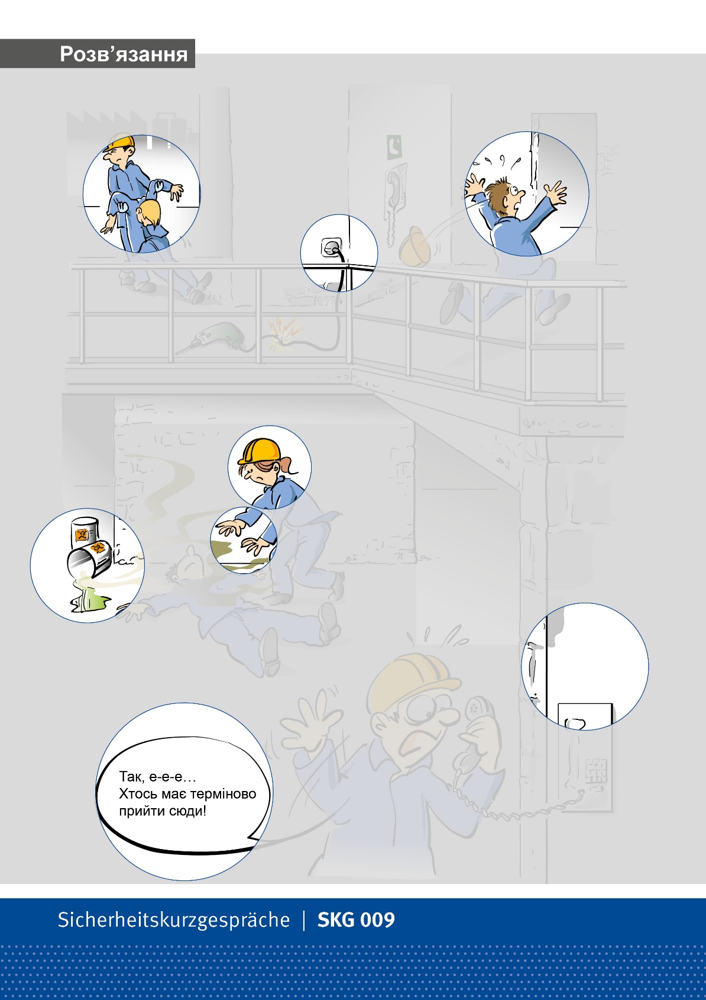 Розв’язання
Так, е-е-е…
Хтось має терміново
прийти сюди!
Sicherheitskurzgespräche | SKG 009